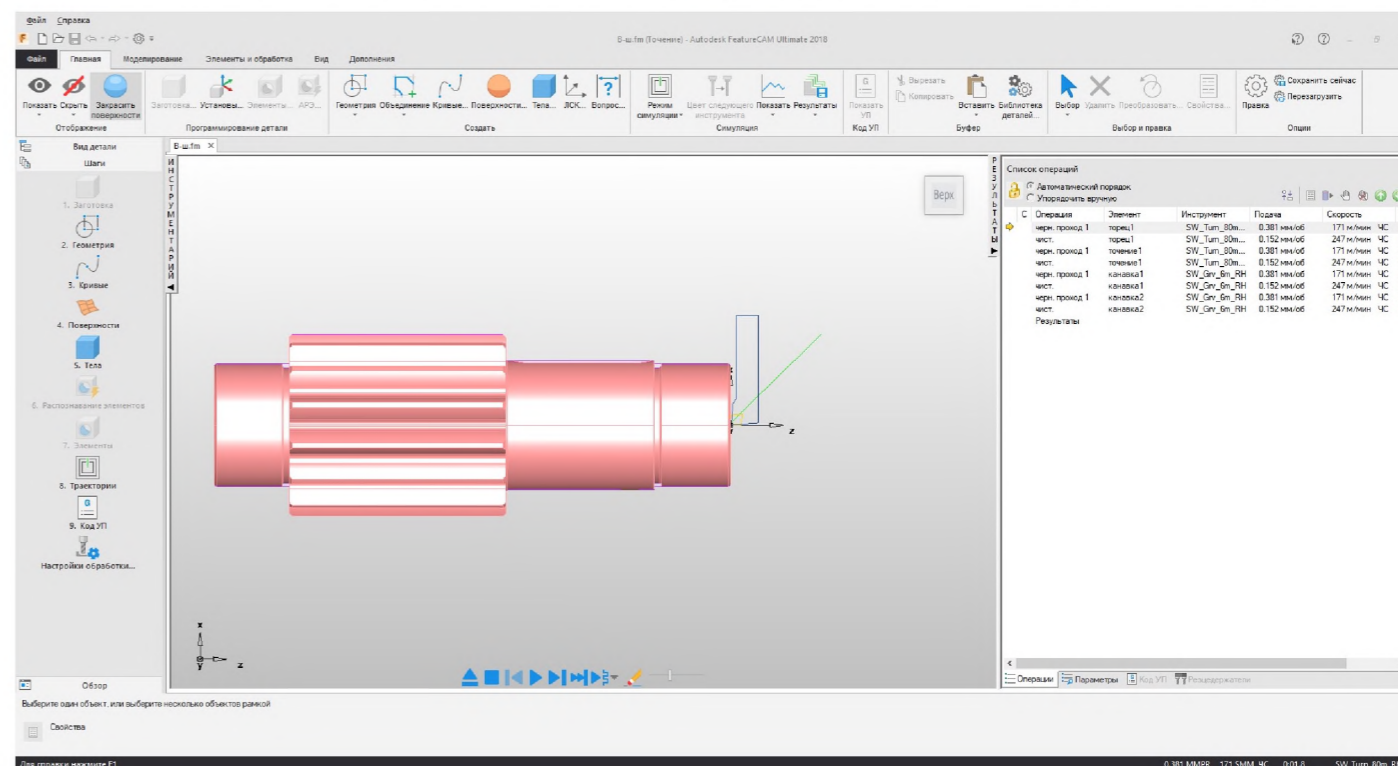 Файл Справка
В-ш.fm (Точение) - Autodesk FeatureCAM Ultimate 2018
Файл Главная Моделирование Элементы и обработка Вид Дополнения
Показать Скрыть Закрасить поверхности
Заготовка... Установы... Элементы... АРЭ...
Геометрия Объединение Кривые... Поверхности... Тела... ЛСК... Вопрос...
Режим симуляции Цвет следующего инструмента Показать Результаты
Показать УП
Вырезать
Копировать
Вставить Библиотека деталей...
Выбор Удалить Преобразовать... Свойства...
Правка
Сохранить сейчас
Перезагрузить
Отображение Программирование детали Создать Симуляция Код УП Буфер Выбор и правка Опции
Вид детали
В-ш.fm
Шаги
1. Заготовка
2. Геометрия
3. Кривые
4. Поверхности
5. Тела
6. Распознавание элементов
7. Элементы
8. Траектории
9. Код УП
Настройки обработки...
Обзор
ИНСТРУМЕНТАРИЙ
Верх
x
z
x
y
z
РЕЗУЛЬТАТЫ
Список операций
Автоматический порядок
Упорядочить вручную
С Операция Элемент Инструмент Подача Скорость
черн. проход 1 торец1 SW_Turn_80m... 0.381 мм/об 171 м/мин ЧС
чист. торец1 SW_Turn_80m... 0.152 мм/об 247 м/мин ЧС
черн. проход 1 точение1 SW_Turn_80m... 0.381 мм/об 171 м/мин ЧС
чист. точение1 SW_Turn_80m... 0.152 мм/об 247 м/мин ЧС
черн. проход 1 канавка1 SW_Grv_6m_RH 0.381 мм/об 171 м/мин ЧС
чист. канавка1 SW_Grv_6m_RH 0.152 мм/об 247 м/мин ЧС
черн. проход 1 канавка2 SW_Grv_6m_RH 0.381 мм/об 171 м/мин ЧС
чист. канавка2 SW_Grv_6m_RH 0.152 мм/об 247 м/мин ЧС
Результаты
Операции Параметры Код УП Резцедержатели
Выберите один объект, или выберите несколько объектов рамкой
Свойства
Для справки нажмите F1
0.381 MMPR 171 SMM ЧС 0:01.8 SW_Turn_80m_RH